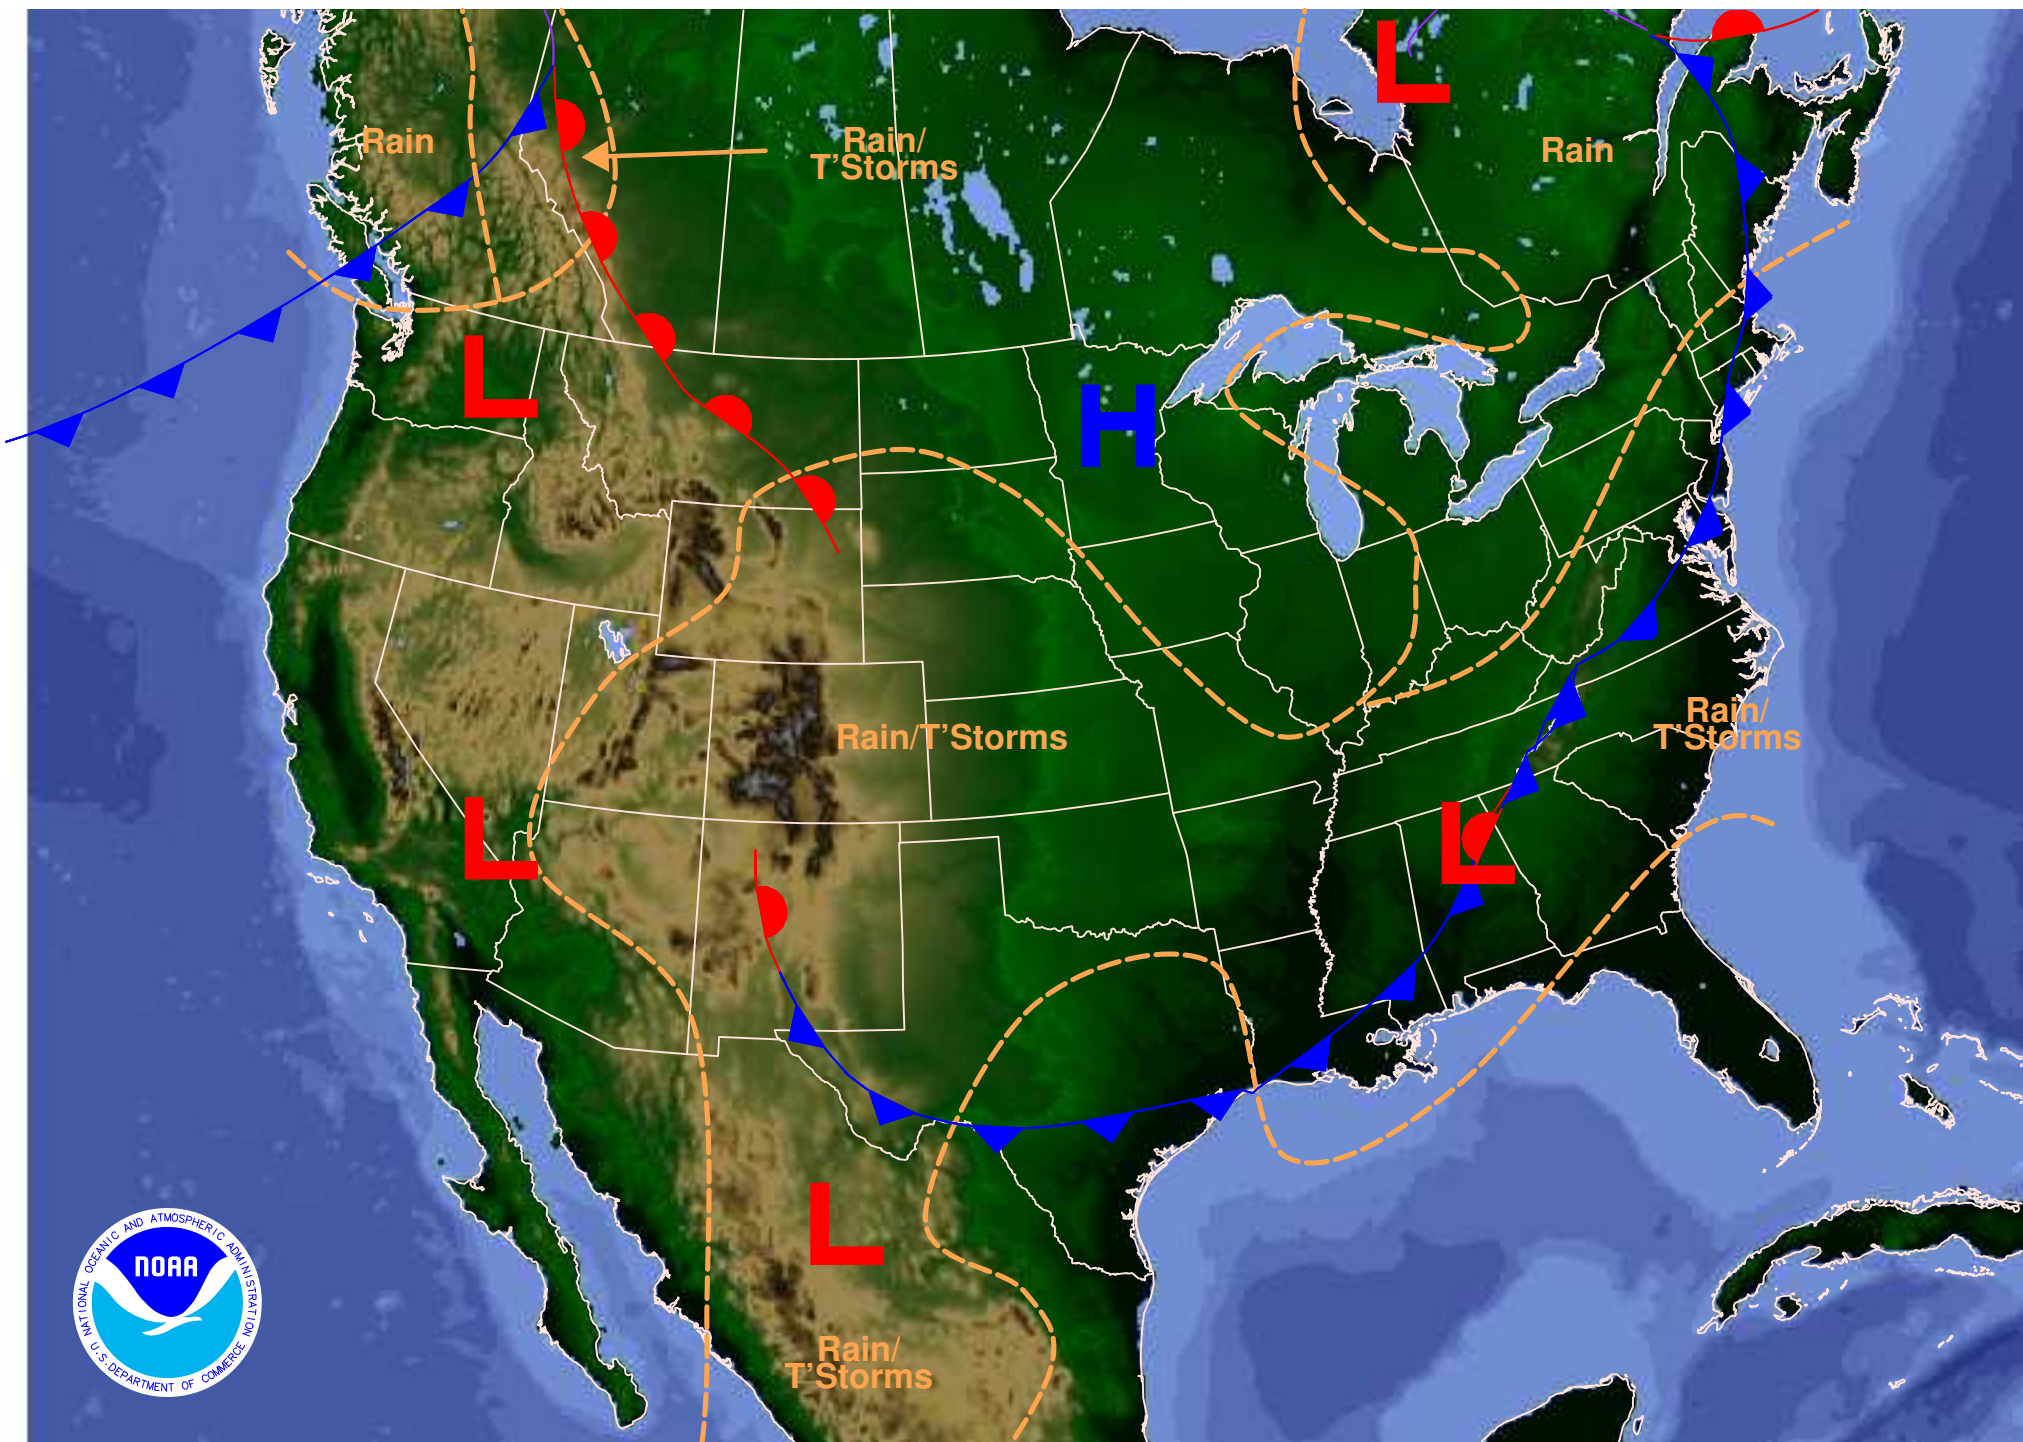 L
Rain
Rain/
T'Storms
Rain
L
H
Rain/T'Storms
Rain/
T'Storms
L
L
L
Rain/
T'Storms
NATIONAL OCEANIC AND ATMOSPHERIC ADMINISTRATION
NOAA
U.S. DEPARTMENT OF COMMERCE